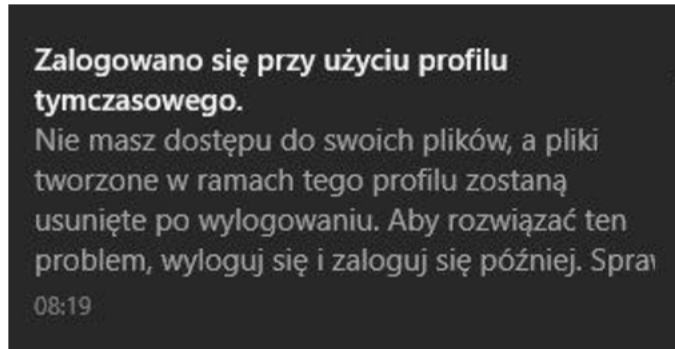 Zalogowano się przy użyciu profilu
tymczasowego.
Nie masz dostępu do swoich plików, a pliki
tworzone w ramach tego profilu zostaną
usunięte po wylogowaniu. Aby rozwiązać ten
problem, wyloguj się i zaloguj się później.
08:19